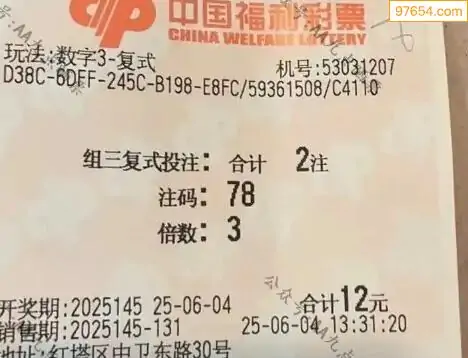 97654.com
中国福利彩票
CHINA WELFARE LOTTERY
玩法:数字3-复式
机号:53031207
D38C-6DFF-245C-B198-E8FC/59361508/C4110
组三复式投注: 合计 2注
注码: 78
倍数: 3
开奖期:2025145 25-06-04
合计12元
销售期:2025145-131
25-06-04 13:31:20
地址:红塔区中卫东路30号